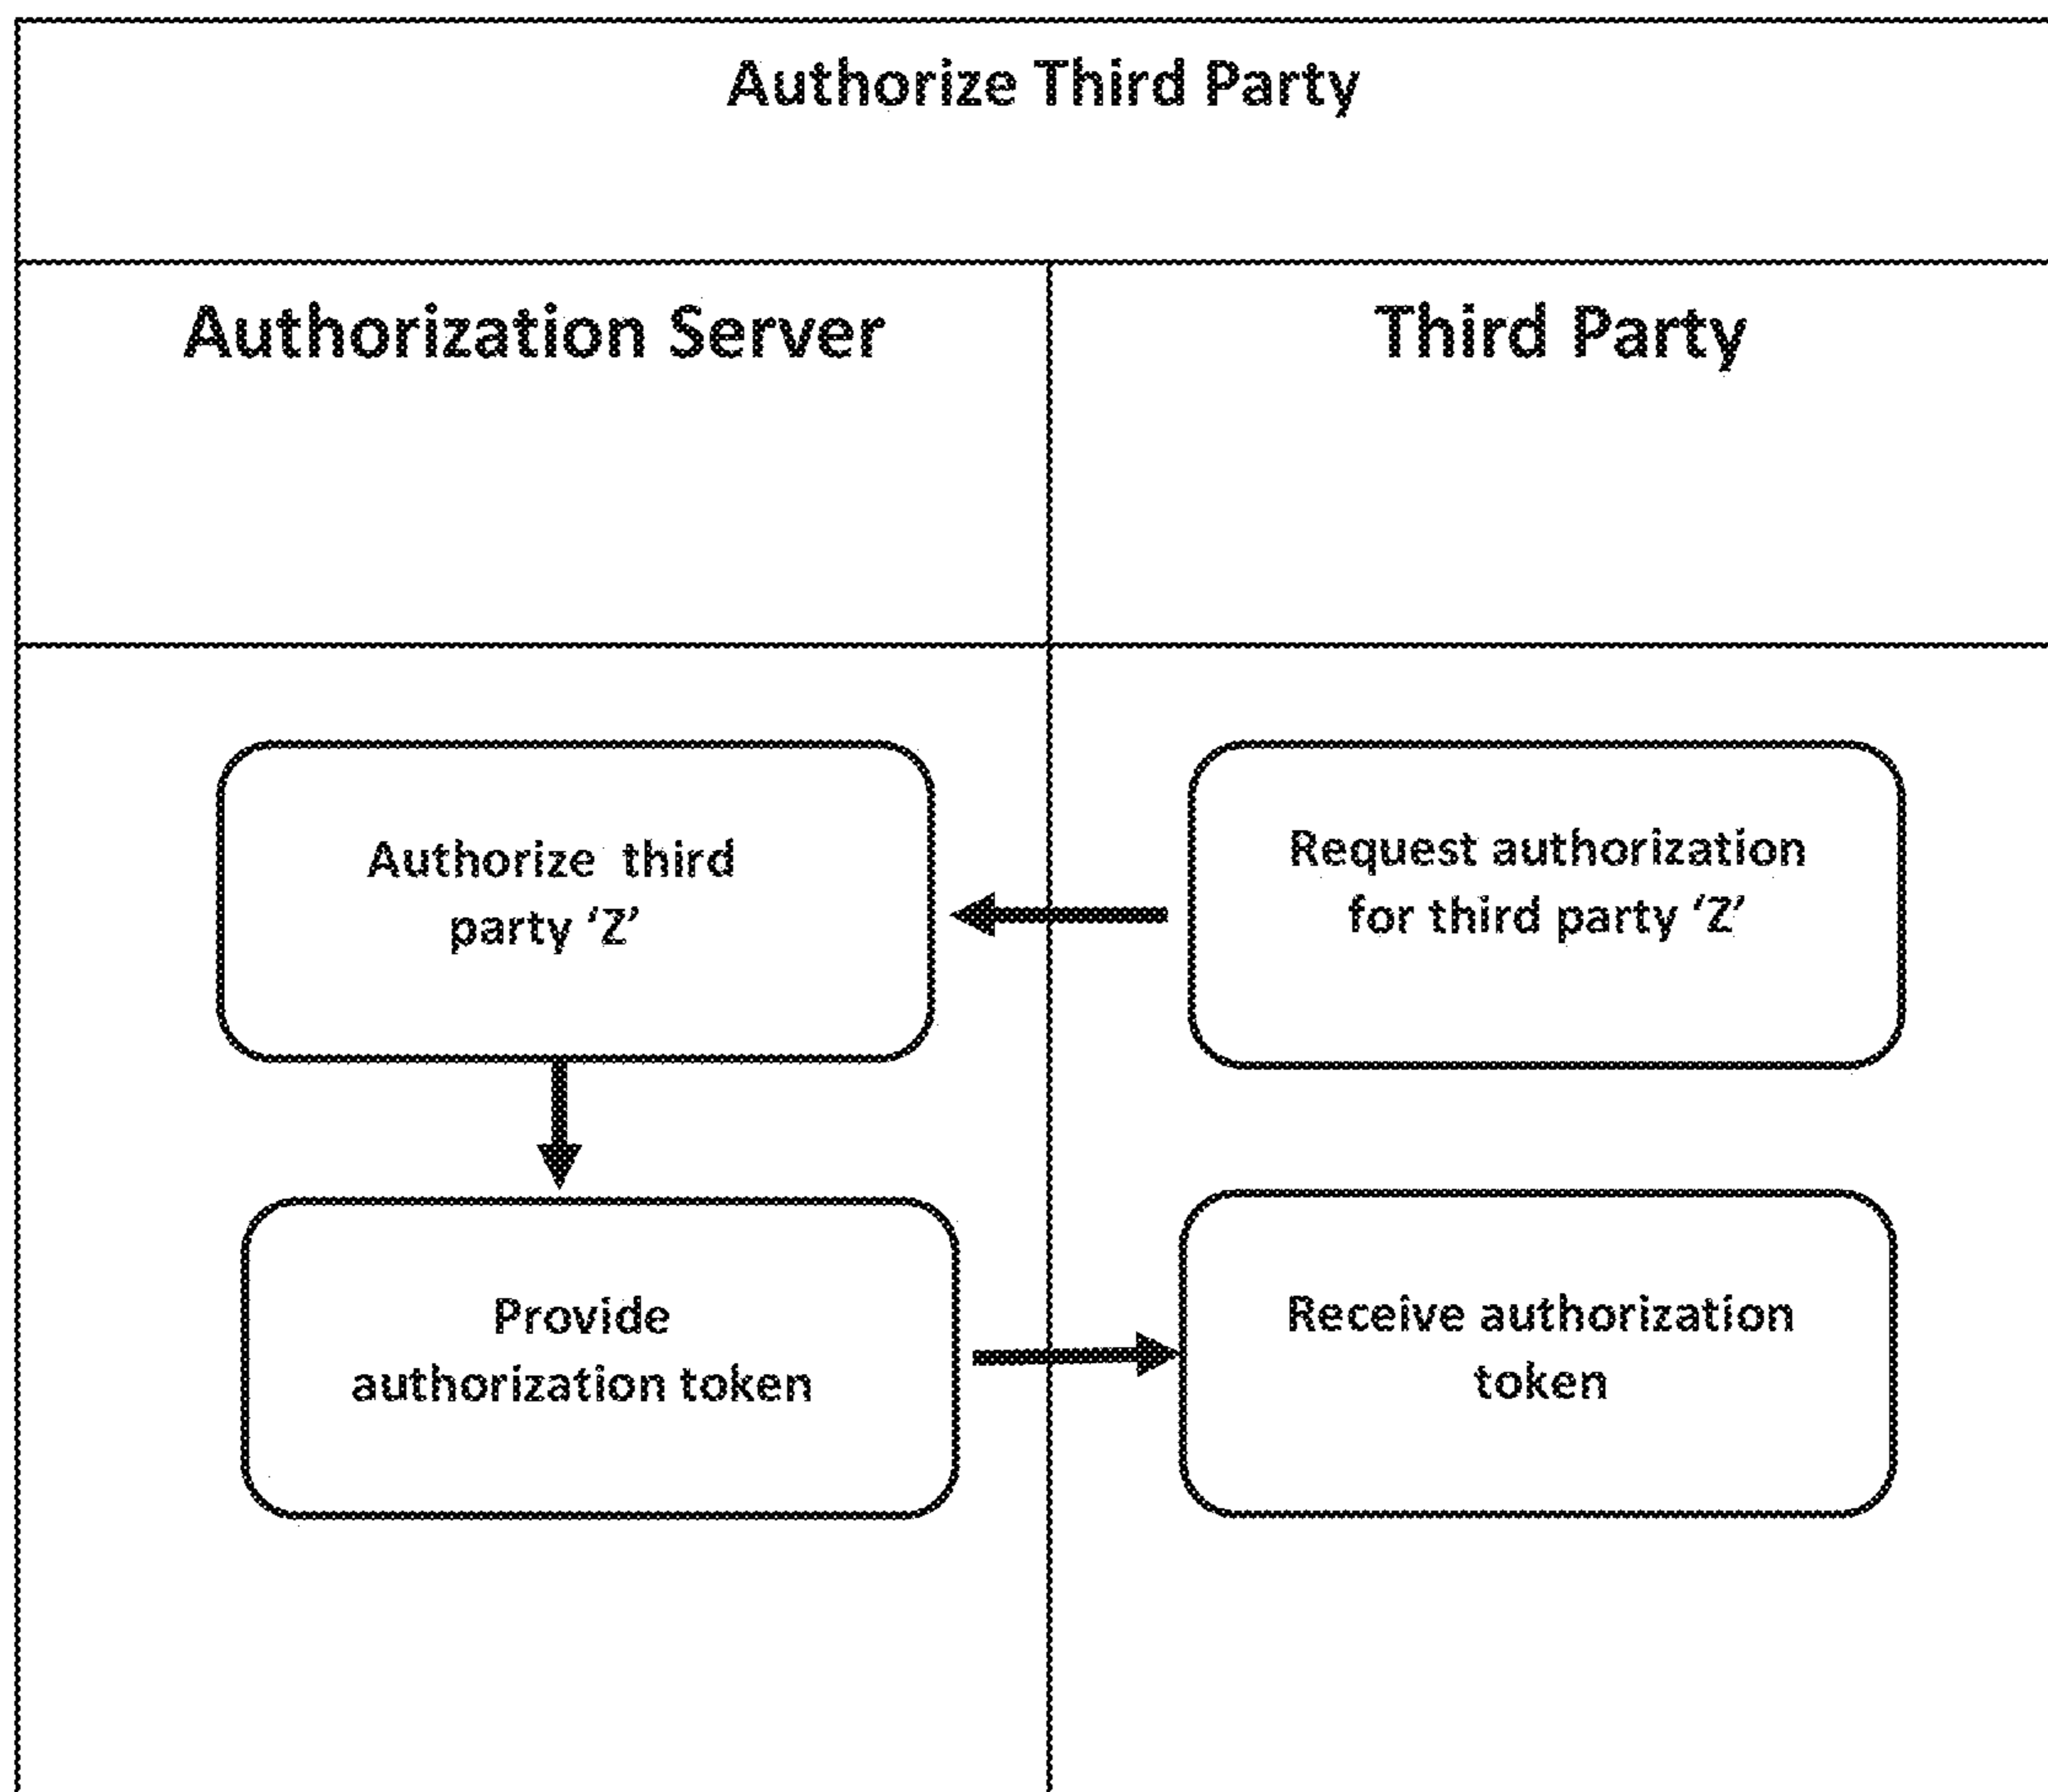 Authorize Third Party
Authorization Server
Third Party
Authorize third
party ‘Z’
Request authorization
for third party ‘Z’
Provide
authorization token
Receive authorization
token